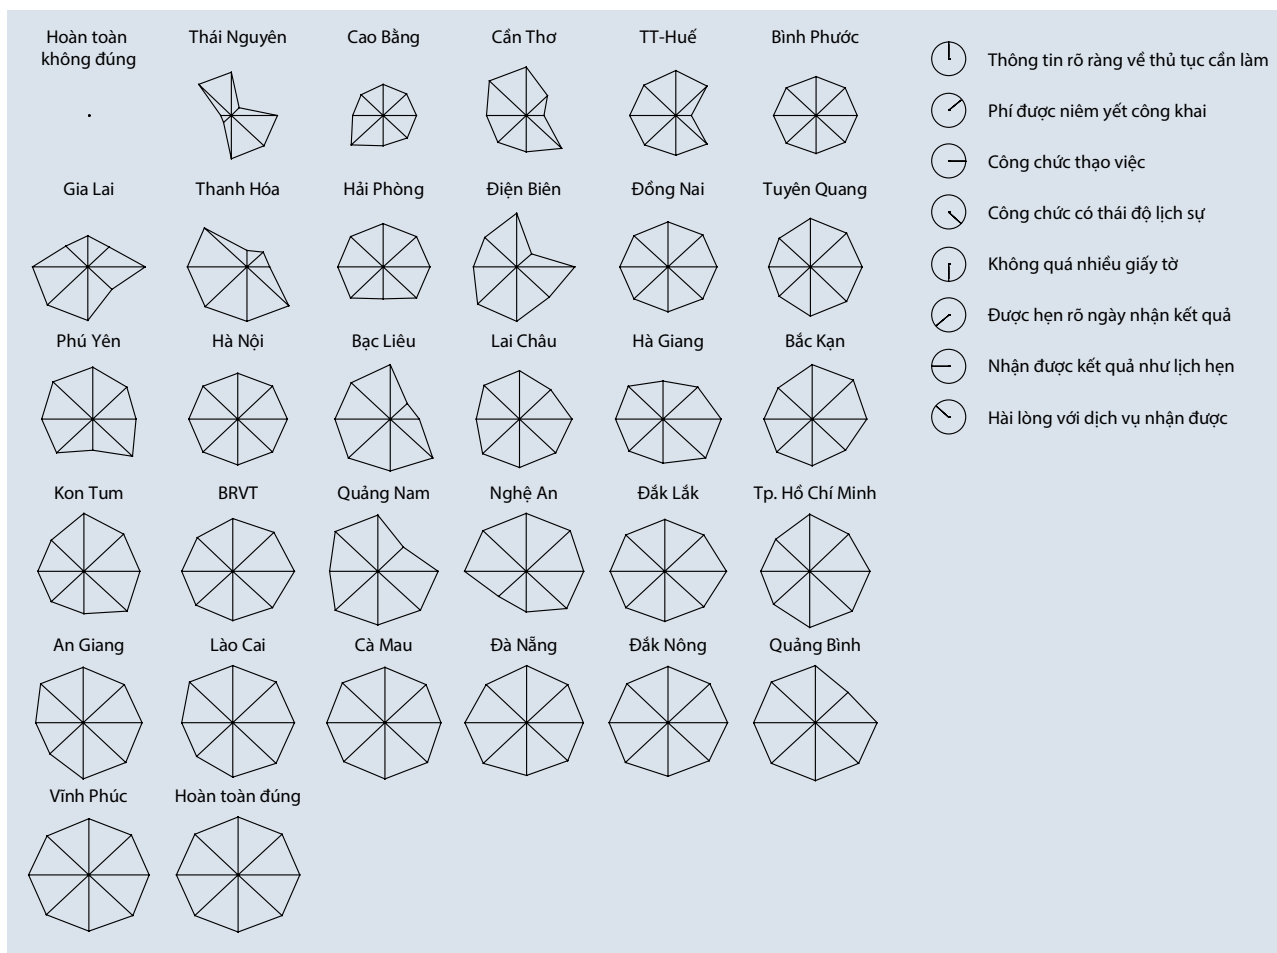 Hoàn toàn
không đúng
Thái Nguyên
Cao Bằng
Cần Thơ
TT-Huế
Bình Phước
Gia Lai
Thanh Hóa
Hải Phòng
Điện Biên
Đồng Nai
Tuyên Quang
Phú Yên
Hà Nội
Bạc Liêu
Lai Châu
Hà Giang
Bắc Kạn
Kon Tum
BRVT
Quảng Nam
Nghệ An
Đắk Lắk
Tp. Hồ Chí Minh
An Giang
Lào Cai
Cà Mau
Đà Nẵng
Đắk Nông
Quảng Bình
Vĩnh Phúc
Hoàn toàn đúng
Thông tin rõ ràng về thủ tục cần làm
Phí được niêm yết công khai
Công chức thạo việc
Công chức có thái độ lịch sự
Không quá nhiều giấy tờ
Được hẹn rõ ngày nhận kết quả
Nhận được kết quả như lịch hẹn
Hài lòng với dịch vụ nhận được